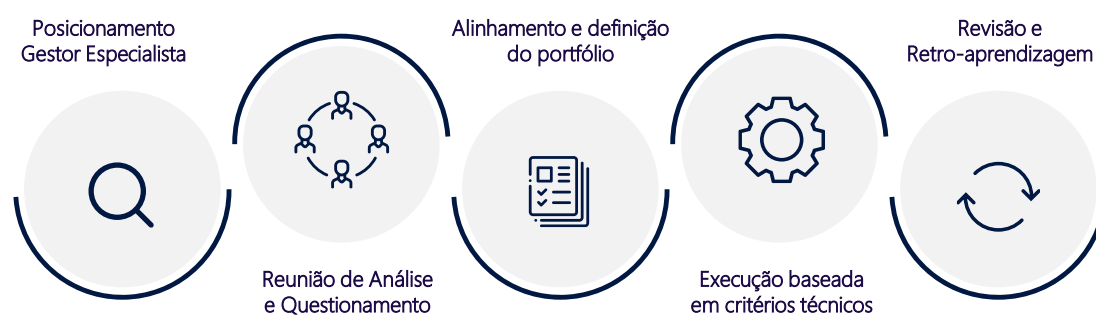 Posicionamento
Gestor Especialista
Reunião de Análise
e Questionamento
Alinhamento e definição
do portfólio
Execução baseada
em critérios técnicos
Revisão e
Retro-aprendizagem